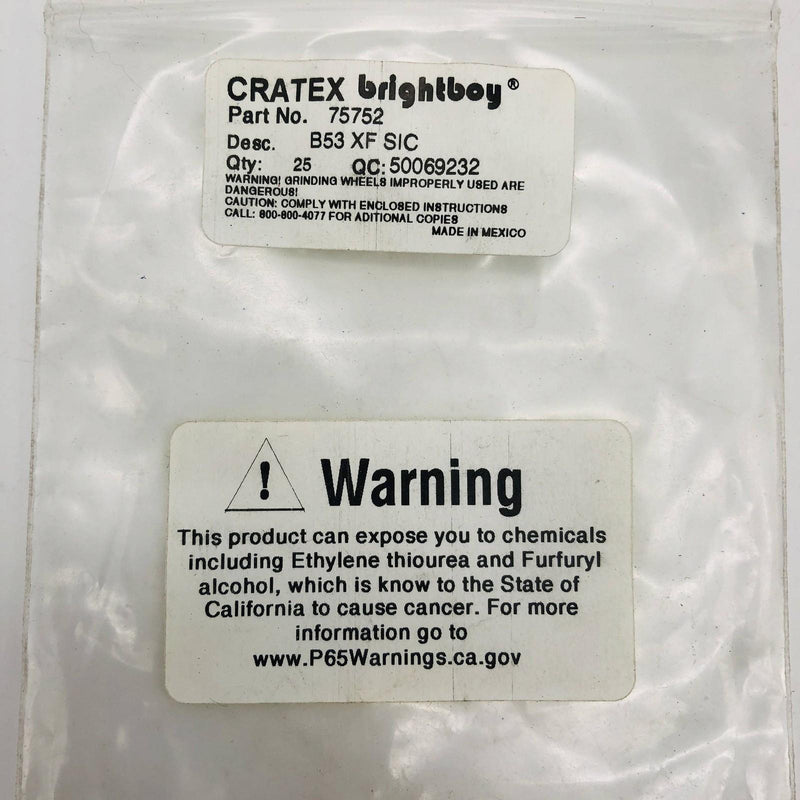 CRATEX brightboy®
Part No. 75752
Desc. B53 XF SIC
Qty: 25 QC: 50069232
WARNING! GRINDING WHEELS IMPROPERLY USED ARE
DANGEROUS!
CAUTION: COMPLY WITH ENCLOSED INSTRUCTIONS
CALL: 800-800-4077 FOR ADITIONAL COPIES
MADE IN MEXICO
! Warning
This product can expose you to chemicals
including Ethylene thiourea and Furfuryl
alcohol, which is know to the State of
California to cause cancer. For more
information go to
www.P65Warnings.ca.gov